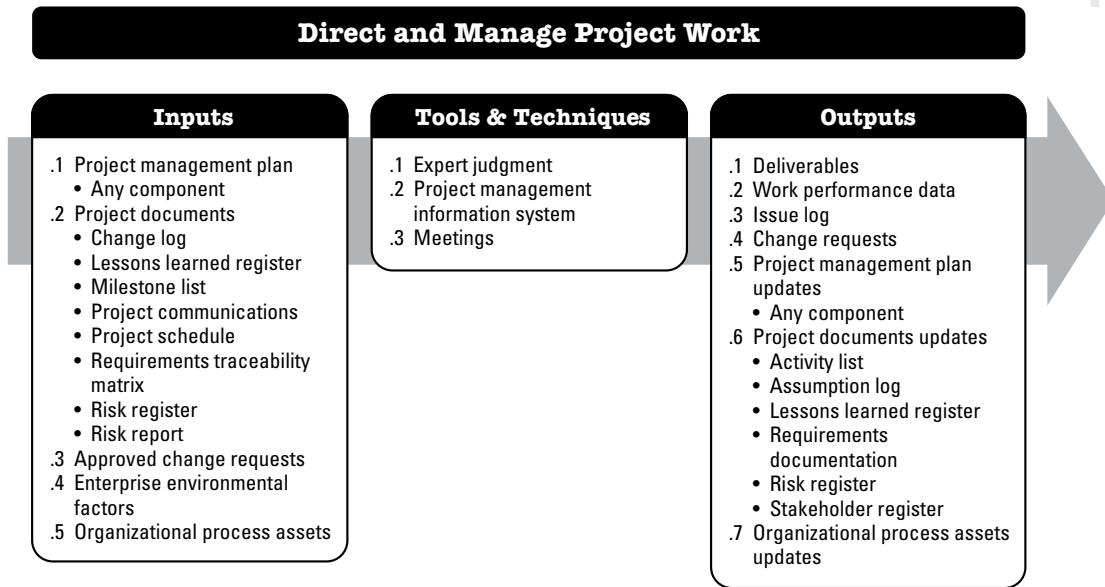 Direct and Manage Project Work
Inputs
.1 Project management plan
• Any component
.2 Project documents
• Change log
• Lessons learned register
• Milestone list
• Project communications
• Project schedule
• Requirements traceability
matrix
• Risk register
• Risk report
.3 Approved change requests
.4 Enterprise environmental
factors
.5 Organizational process assets
Tools & Techniques
.1 Expert judgment
.2 Project management
information system
.3 Meetings
Outputs
.1 Deliverables
.2 Work performance data
.3 Issue log
.4 Change requests
.5 Project management plan
updates
• Any component
.6 Project documents updates
• Activity list
• Assumption log
• Lessons learned register
• Requirements
documentation
• Risk register
• Stakeholder register
.7 Organizational process assets
updates